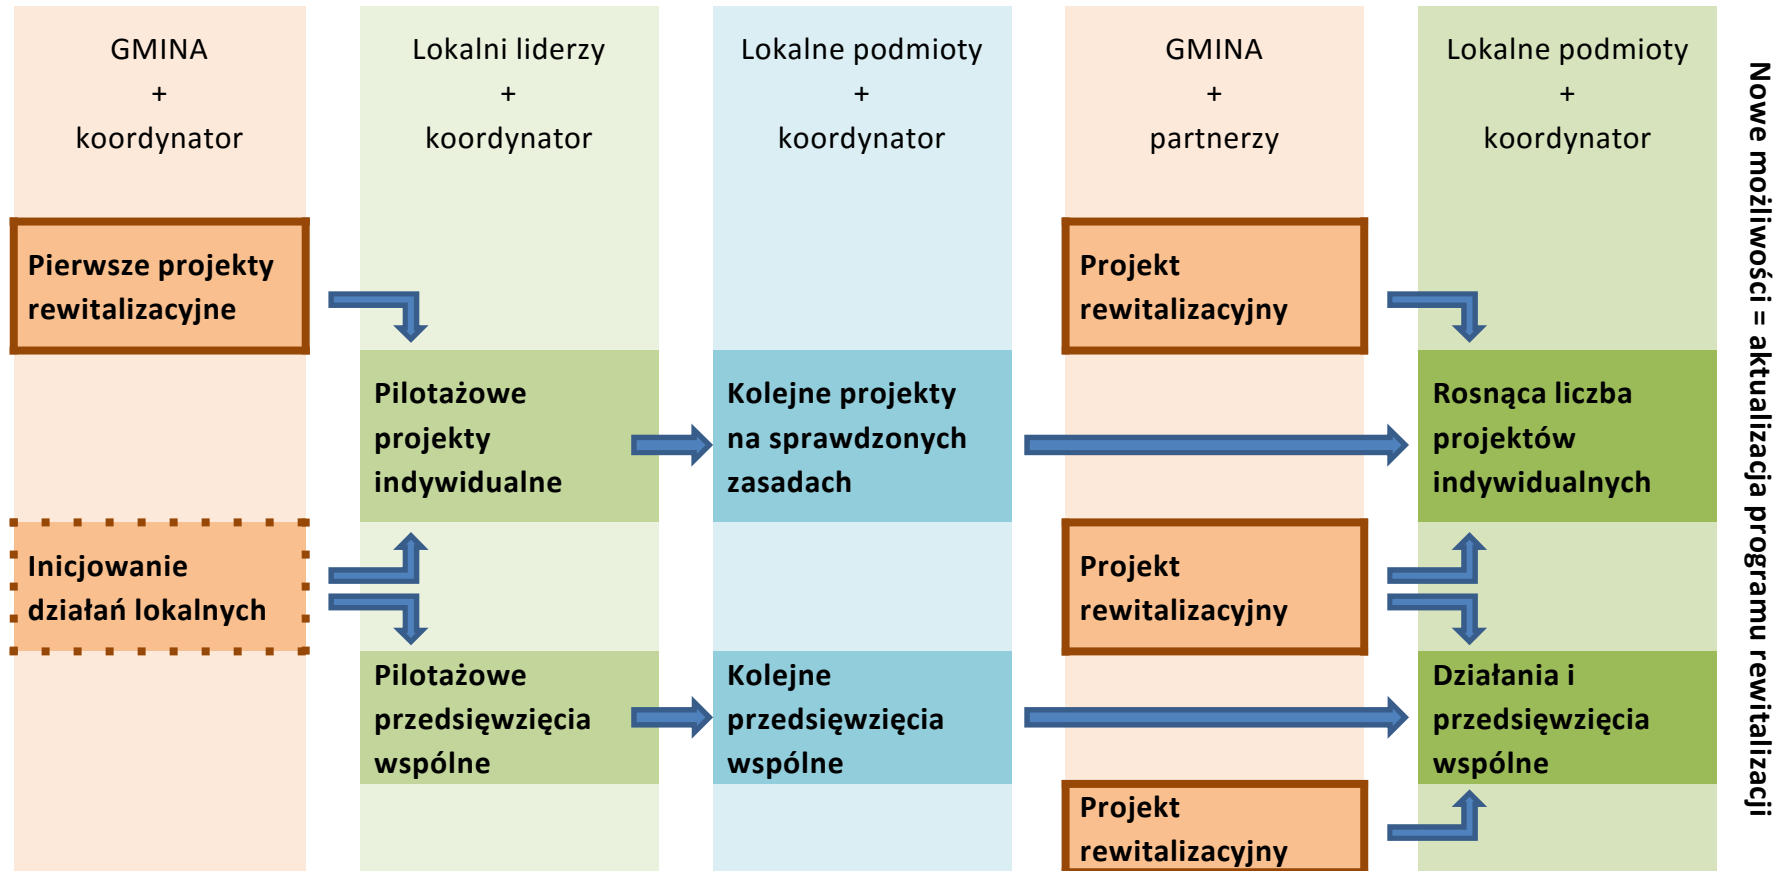 GMINA
+
koordynator
Lokalni liderzy
+
koordynator
Lokalne podmioty
+
koordynator
GMINA
+
partnerzy
Lokalne podmioty
+
koordynator
Pierwsze projekty
rewitalizacyjne
Inicjowanie
działań lokalnych
Pilotażowe
projekty
indywidualne
Pilotażowe
przedsięwzięcia
wspólne
Kolejne projekty
na sprawdzonych
zasadach
Kolejne
przedsięwzięcia
wspólne
Projekt
rewitalizacyjny
Projekt
rewitalizacyjny
Projekt
rewitalizacyjny
Rosnąca liczba
projektów
indywidualnych
Działania i
przedsięwzięcia
wspólne
Nowe możliwości = aktualizacja programu rewitalizacji